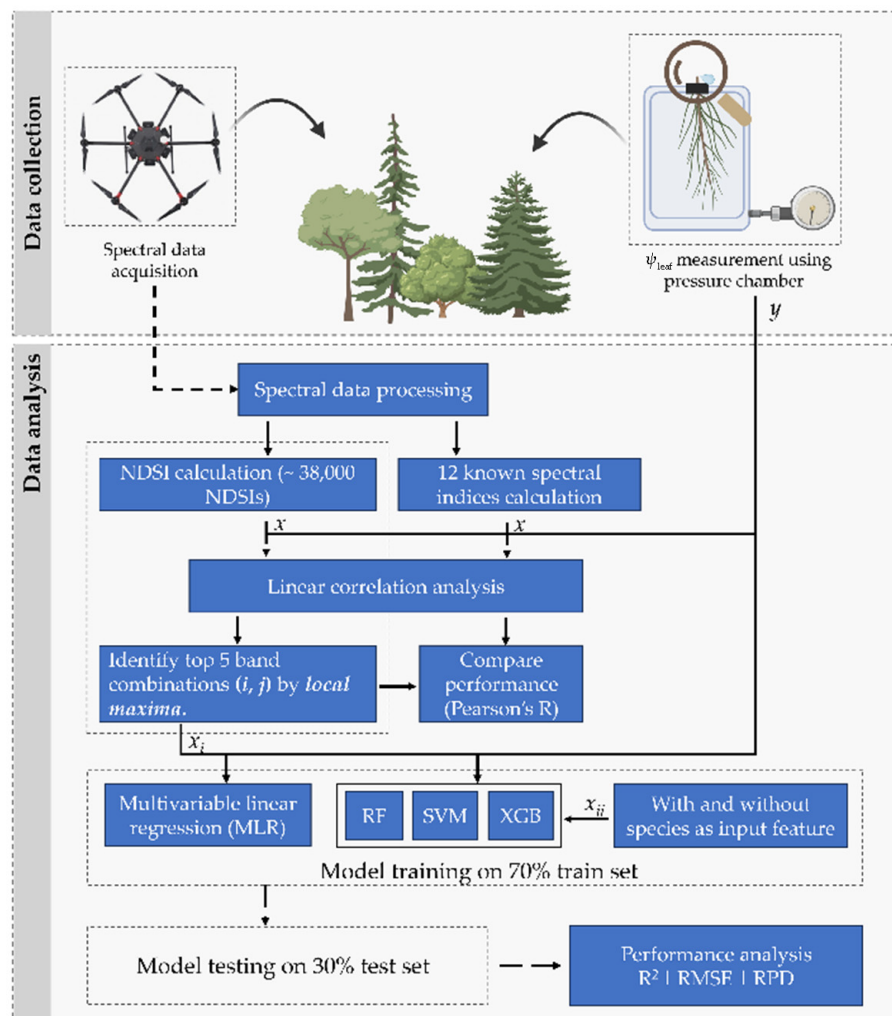 Data collection
Spectral data
acquisition
ψleaf measurement using
pressure chamber
y
Data analysis
Spectral data processing
NDSI calculation (~ 38,000
NDSIs)
12 known spectral
indices calculation
x
x
Linear correlation analysis
Identify top 5 band
combinations (i, j) by local
maxima.
Compare
performance
(Pearson's R)
xi
Multivariable linear
regression (MLR)
RF
SVM
XGB
xii
With and without
species as input feature
Model training on 70% train set
Model testing on 30% test set
Performance analysis
R² | RMSE | RPD